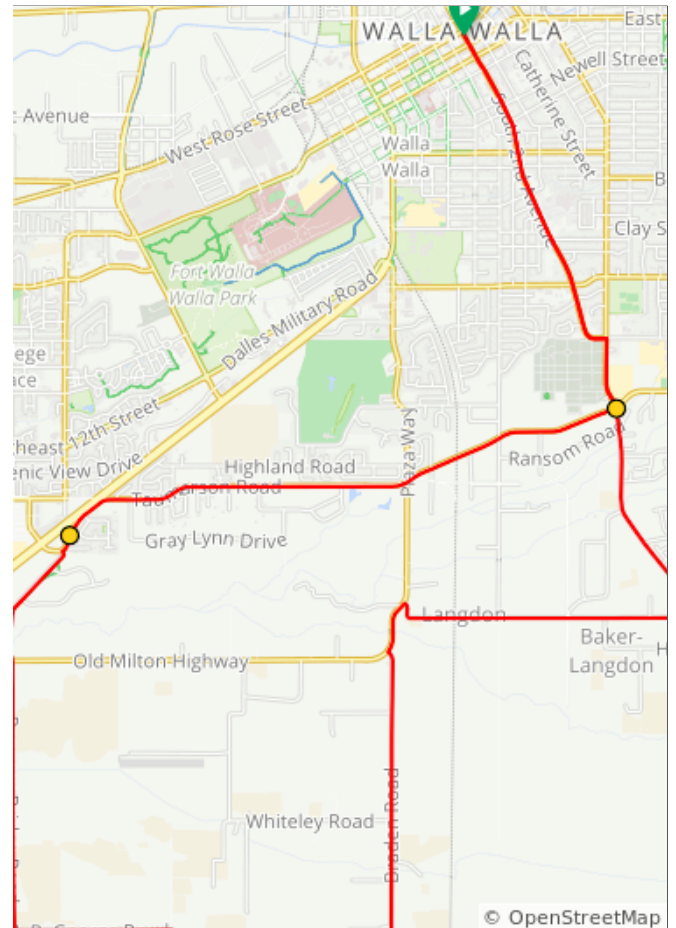 WALLA WALLA
East
Newell Street
Catherine Street
Avenue
West Rose Street
South 2nd Avenue
Walla
Walla
B
Clay S
Fort Walla
Walla Park
Dalles Military Road
ege
ace
heast 12th Street
enic View Drive
Plaza Way
Ransom Road
Highland Road
Taumarson Road
Gray Lynn Drive
Langdon
Baker-
Langdon
H
Old Milton Highway
Whiteley Road
Braden Road
© OpenStreetMap